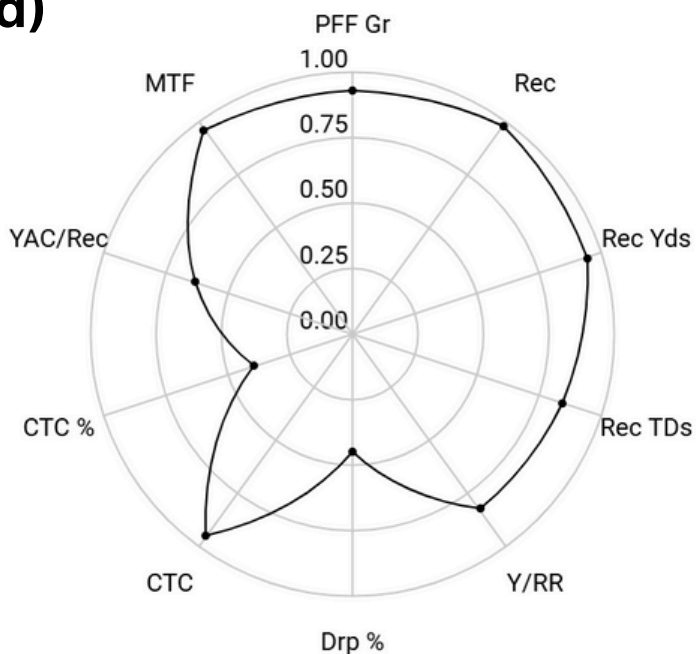 d)
PFF Gr
1.00
MTF
Rec
0.75
0.50
YAC/Rec
Rec Yds
0.25
0.00
CTC %
Rec TDs
CTC
Y/RR
Drp %